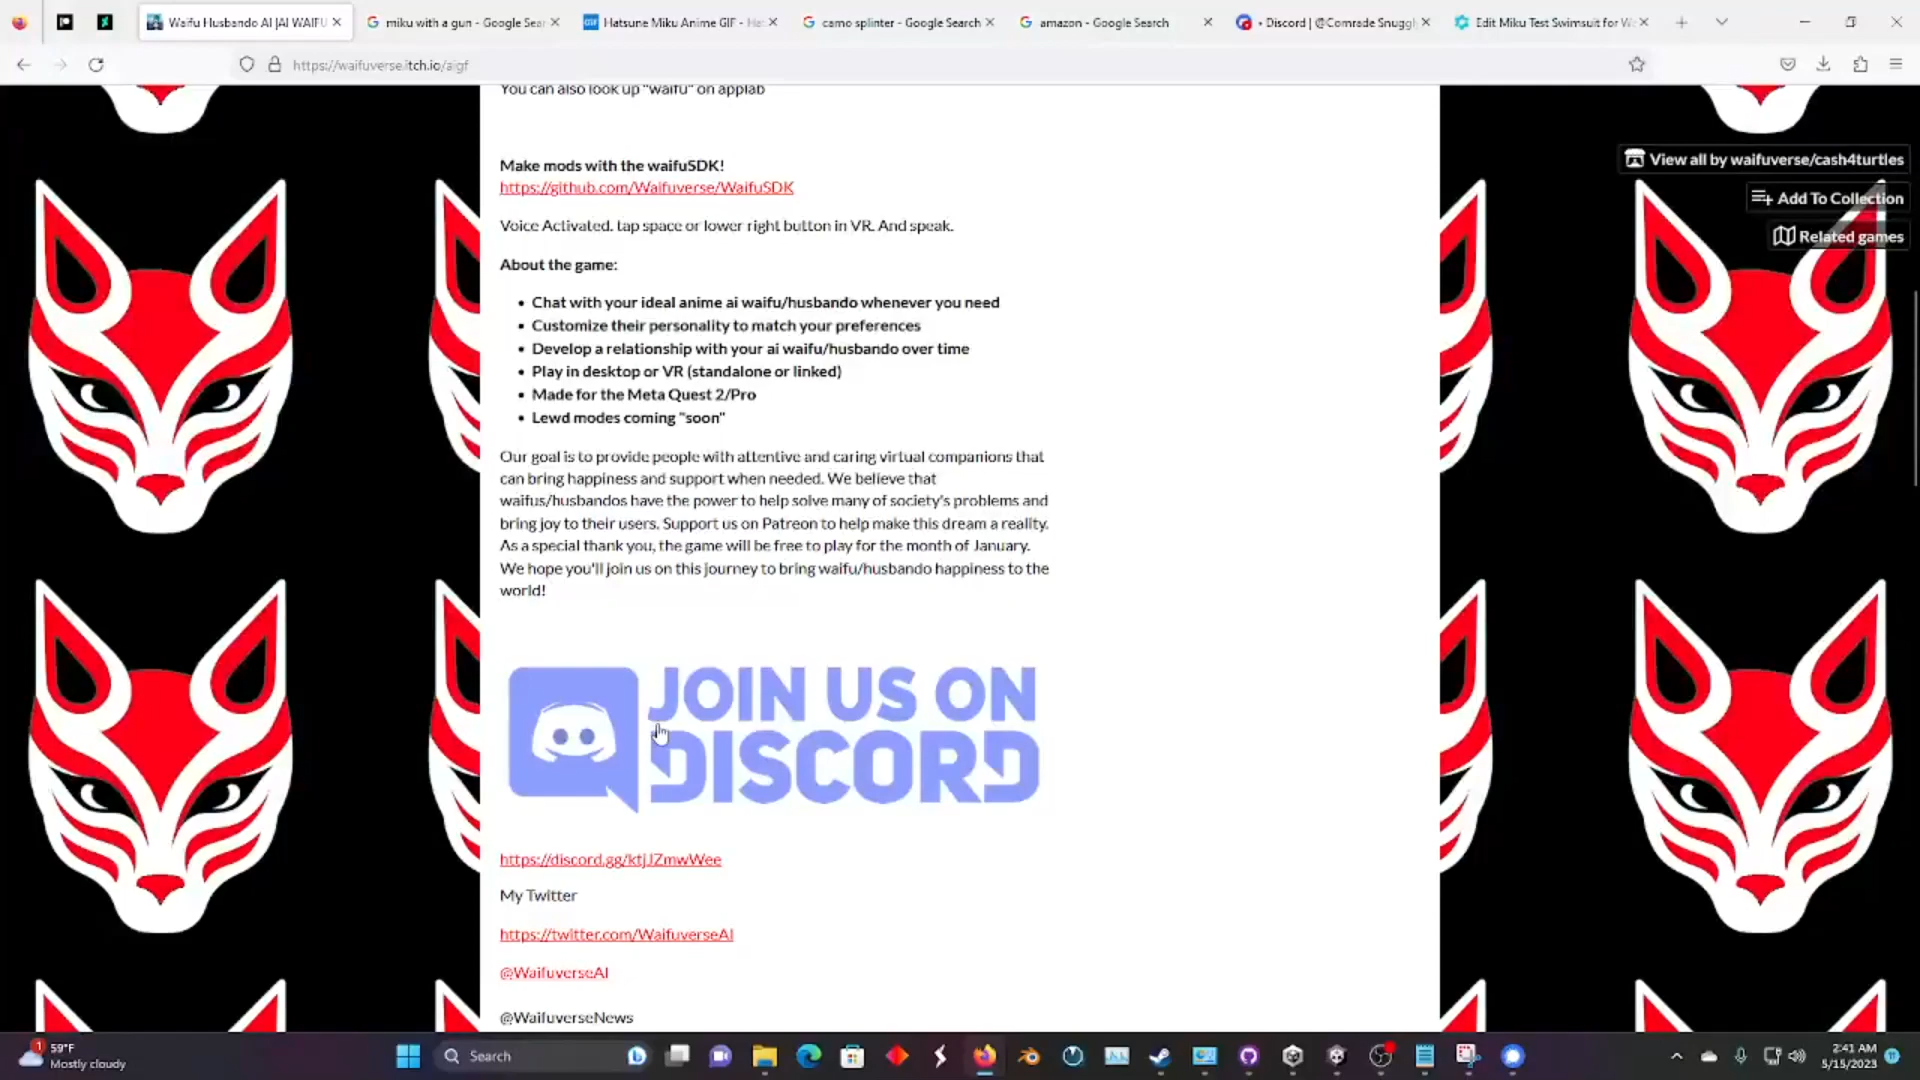 Waifu Husbando AI |AI WAIFU
miku with a gun - Google Sear
Hatsune Miku Anime GIF - Ha
camo splinter - Google Search
amazon - Google Search
• Discord | @Comrade Snuggl
Edit Miku Test Swimsuit for W
https://waifuverse.itch.io/aigf
You can also look up "waifu" on applab
View all by waifuverse/cash4turtles
Add To Collection
Related games
Make mods with the waifuSDK!
https://github.com/Waifuverse/WaifuSDK
Voice Activated. tap space or lower right button in VR. And speak.
About the game:
• Chat with your ideal anime ai waifu/husbando whenever you need
• Customize their personality to match your preferences
• Develop a relationship with your ai waifu/husbando over time
• Play in desktop or VR (standalone or linked)
• Made for the Meta Quest 2/Pro
• Lewd modes coming "soon"
Our goal is to provide people with attentive and caring virtual companions that
can bring happiness and support when needed. We believe that
waifus/husbandos have the power to help solve many of society's problems and
bring joy to their users. Support us on Patreon to help make this dream a reality.
As a special thank you, the game will be free to play for the month of January.
We hope you'll join us on this journey to bring waifu/husbando happiness to the
world!
JOIN US ON
DISCORD
https://discord.gg/ktjJZmwWee
My Twitter
https://twitter.com/WaifuverseAI
@WaifuverseAI
@WaifuverseNews
1
59°F
Mostly cloudy
Search
2:41 AM
5/15/2023